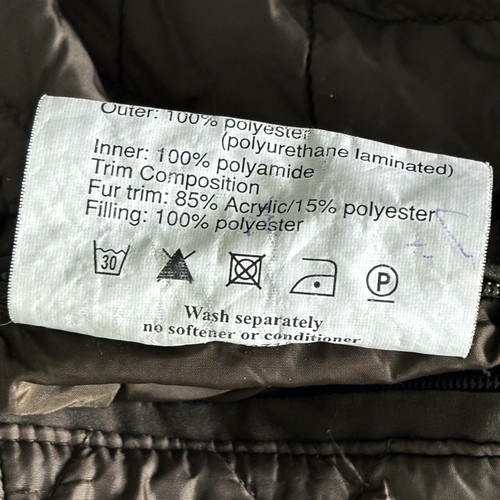 Outer: 100% polyester
(polyurethane laminated)
Inner: 100% polyamide
Trim Composition
Fur trim: 85% Acrylic/15% polyester
Filling: 100% polyester
30
P
Wash separately
no softener or conditioner